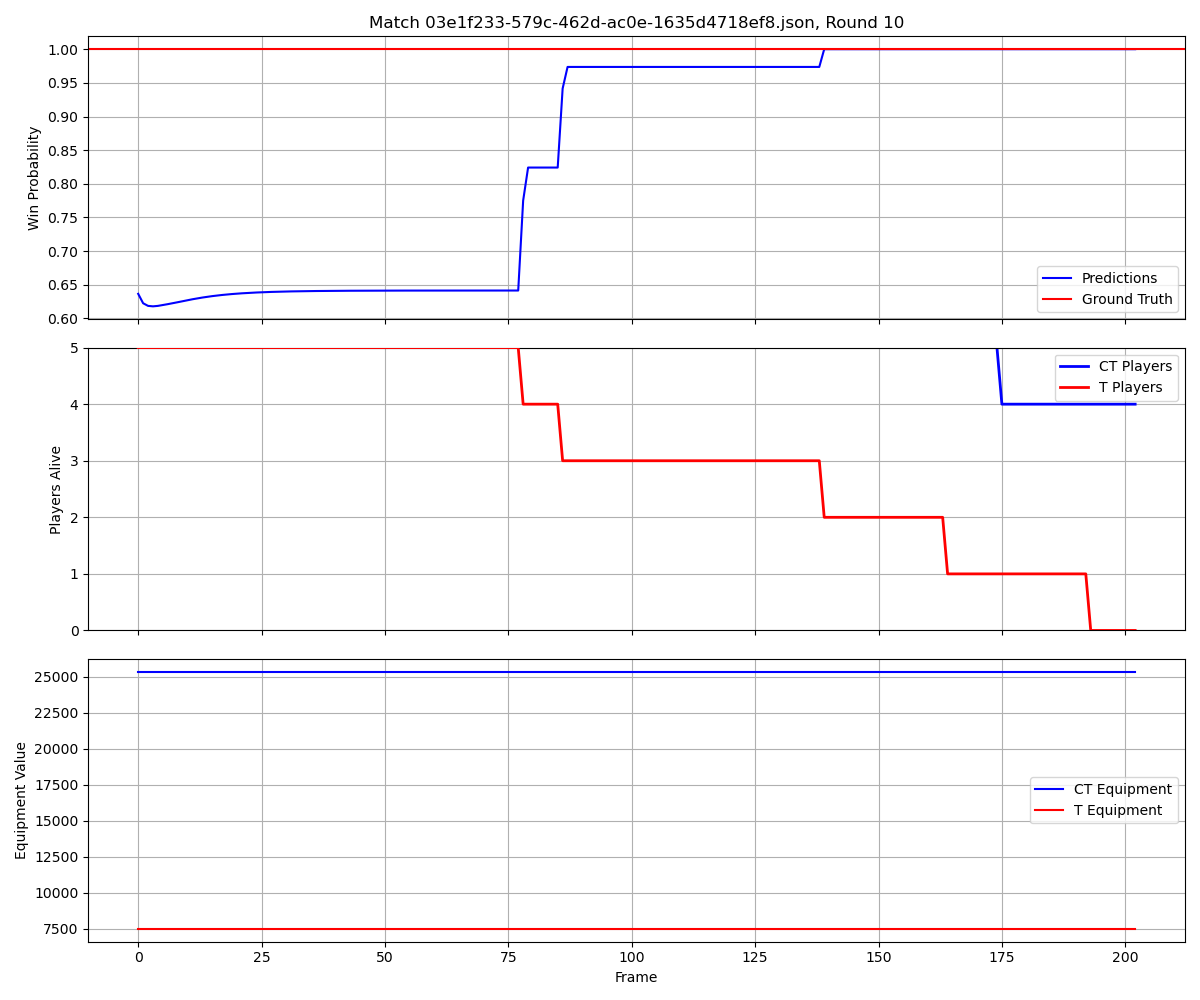 Match 03e1f233-579c-462d-ac0e-1635d4718ef8.json, Round 10
Win Probability
1.00
0.95
0.90
0.85
0.80
0.75
0.70
0.65
0.60
Predictions
Ground Truth
Players Alive
5
4
3
2
1
0
CT Players
T Players
Equipment Value
25000
22500
20000
17500
15000
12500
10000
7500
CT Equipment
T Equipment
0 25 50 75 100 125 150 175 200
Frame